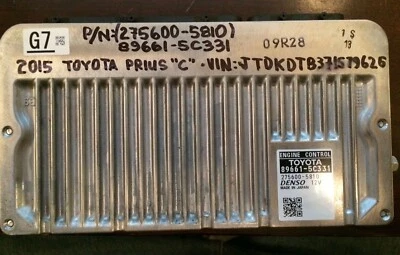 G7
P/N:(275600-5810)
89661-5C331
09R28
2015 TOYOTA PRIUS "C" · VIN: JTDKDTB371579626
ENGINE CONTROL
TOYOTA
89661-5C331
275600-5810
DENSO 12V
MADE IN JAPAN